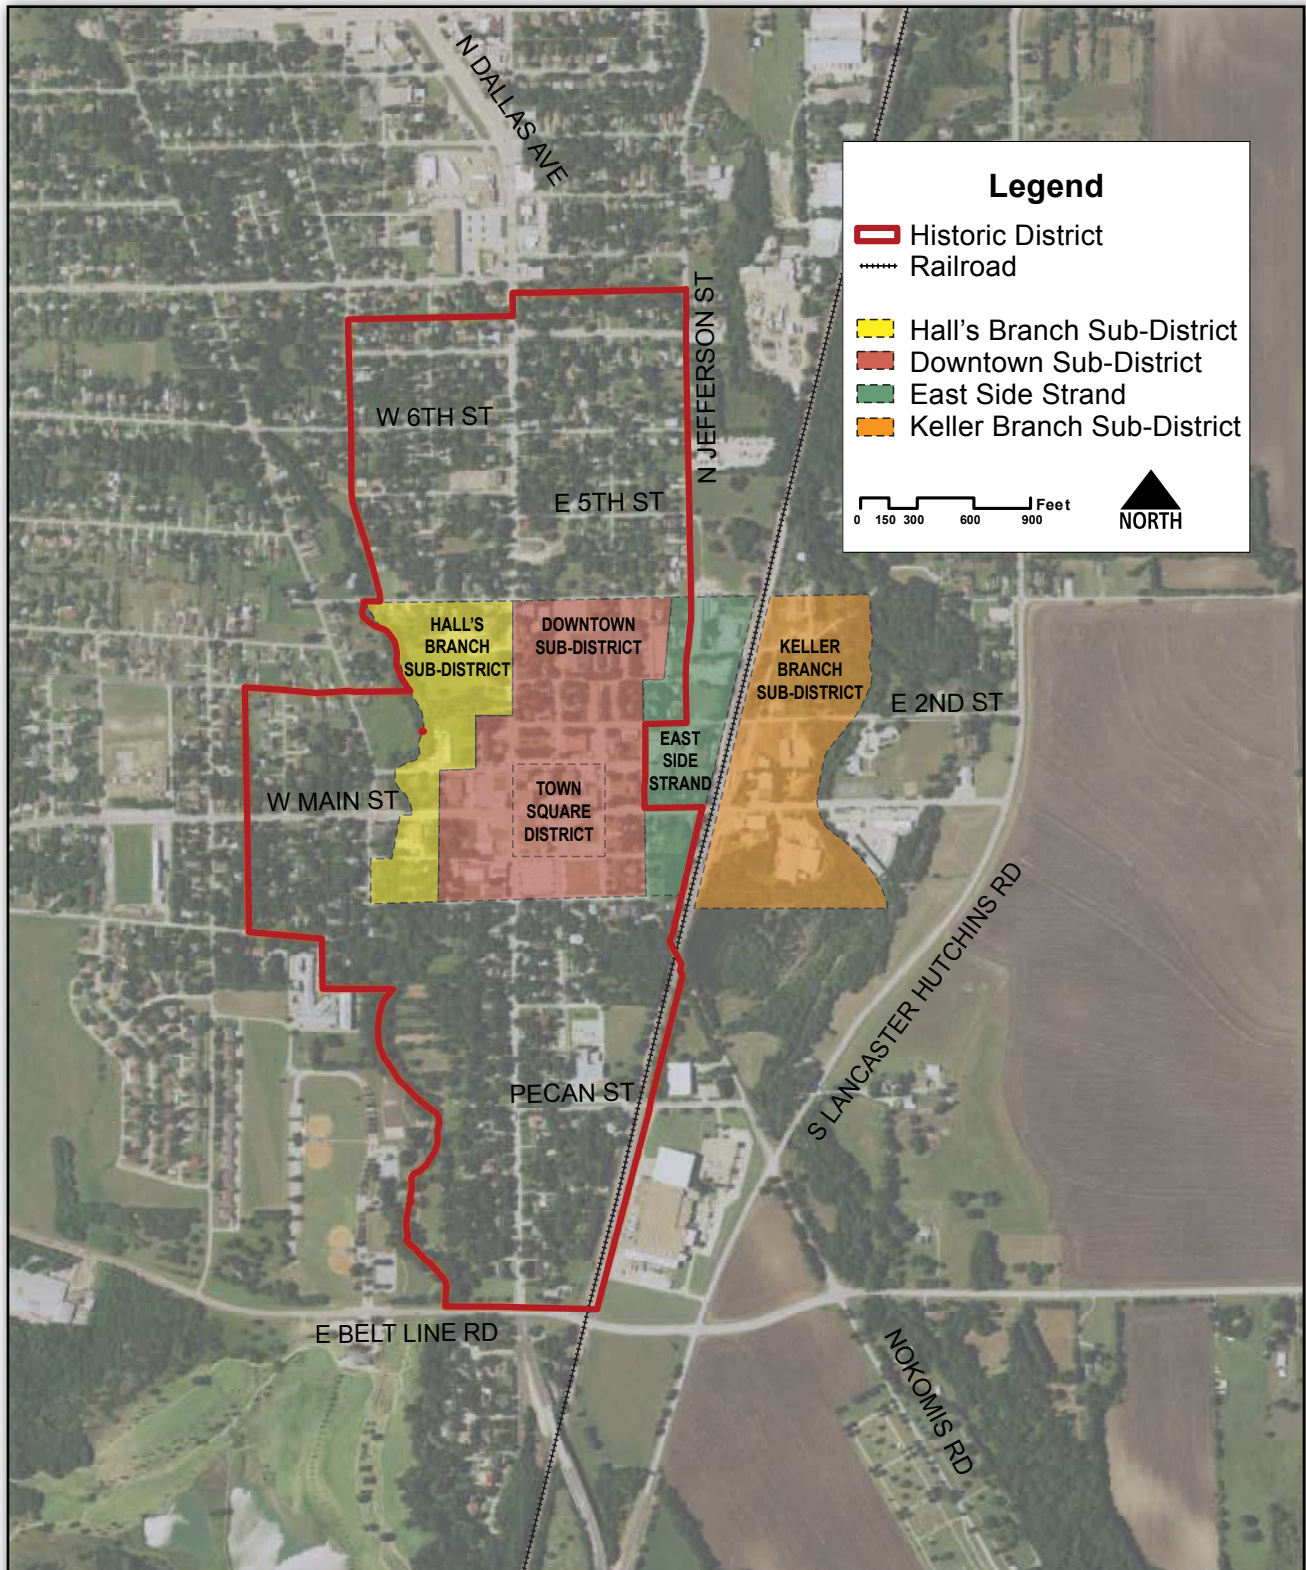 N DALLAS AVE
Legend
Historic District
Railroad
Hall's Branch Sub-District
Downtown Sub-District
East Side Strand
Keller Branch Sub-District
0 150 300 600 900 Feet
NORTH
N JEFFERSON ST
W 6TH ST
E 5TH ST
HALL'S
BRANCH
SUB-DISTRICT
DOWNTOWN
SUB-DISTRICT
KELLER
BRANCH
SUB-DISTRICT
E 2ND ST
EAST
SIDE
STRAND
W MAIN ST
TOWN
SQUARE
DISTRICT
S LANCASTER HUTCHINS RD
PECAN ST
E BELT LINE RD
NOKOMIS RD